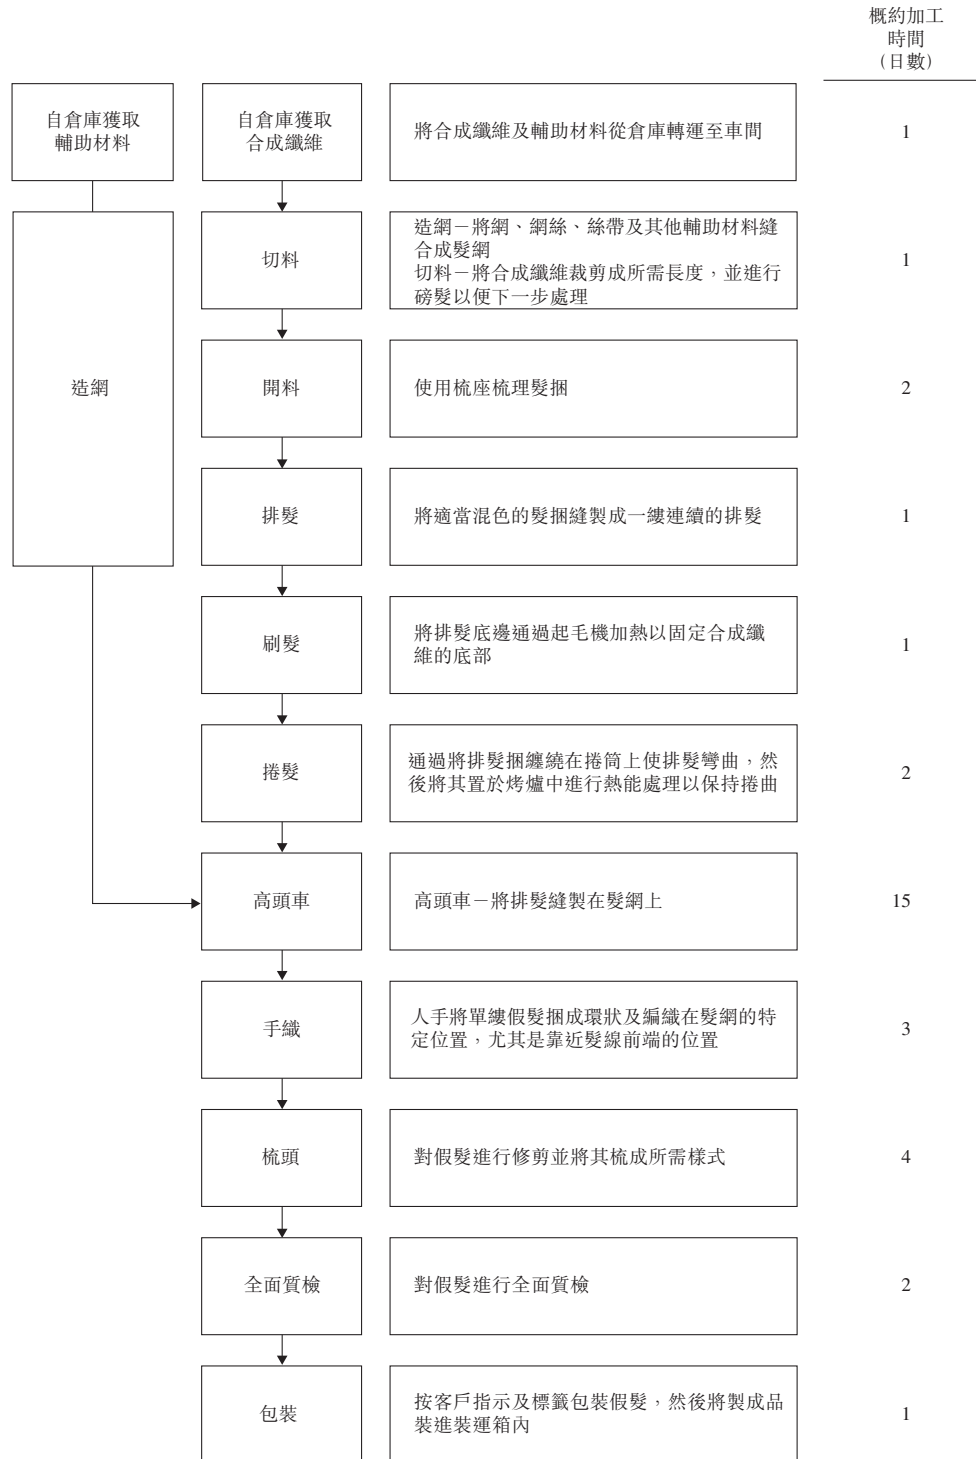 概約加工
時間
(日數)
自倉庫獲取
輔助材料
自倉庫獲取
合成纖維
將合成纖維及輔助材料從倉庫轉運至車間
1
造網
切料
造網－將網、網絲、絲帶及其他輔助材料縫
合成髮網
切料－將合成纖維裁剪成所需長度，並進行
磅髮以便下一步處理
1
開料
使用梳座梳理髮捆
2
排髮
將適當混色的髮捆縫製成一縷連續的排髮
1
刷髮
將排髮底邊通過起毛機加熱以固定合成纖
維的底部
1
捲髮
通過將排髮捆纏繞在捲筒上使排髮彎曲，然
後將其置於烤爐中進行熱能處理以保持捲曲
2
高頭車
高頭車－將排髮縫製在髮網上
15
手織
人手將單縷假髮捆成環狀及編織在髮網的特
定位置，尤其是靠近髮線前端的位置
3
梳頭
對假髮進行修剪並將其梳成所需樣式
4
全面質檢
對假髮進行全面質檢
2
包裝
按客戶指示及標籤包裝假髮，然後將製成品
裝進裝運箱內
1